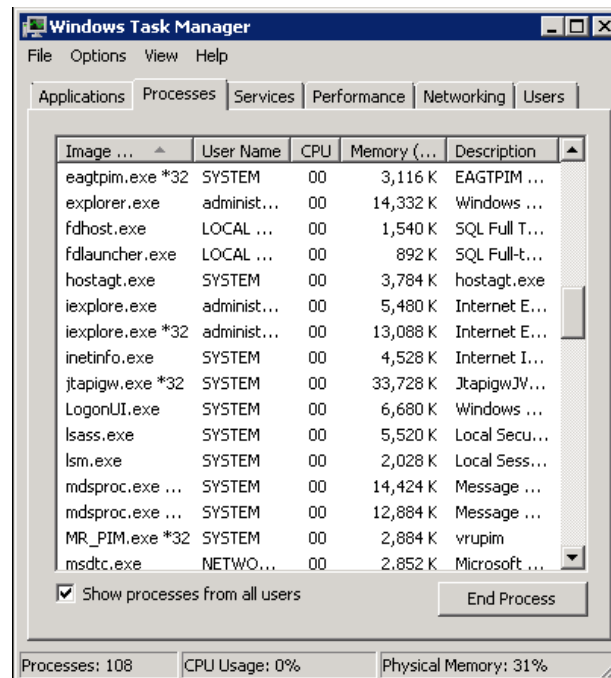 Windows Task Manager
File Options View Help
Applications Processes Services Performance Networking Users
Image ... User Name CPU Memory (... Description
eagtpim.exe *32 SYSTEM 00 3,116 K EAGTPIM ...
explorer.exe administ... 00 14,332 K Windows ...
fdhost.exe LOCAL ... 00 1,540 K SQL Full T...
fdlauncher.exe LOCAL ... 00 892 K SQL Full-t...
hostagt.exe SYSTEM 00 3,784 K hostagt.exe
iexplore.exe administ... 00 5,480 K Internet E...
iexplore.exe *32 administ... 00 13,088 K Internet E...
inetinfo.exe SYSTEM 00 4,528 K Internet I...
jtapigw.exe *32 SYSTEM 00 33,728 K JtapigwJV...
LogonUI.exe SYSTEM 00 6,680 K Windows ...
lsass.exe SYSTEM 00 5,520 K Local Secu...
lsm.exe SYSTEM 00 2,028 K Local Sess...
mdsproc.exe ... SYSTEM 00 14,424 K Message ...
mdsproc.exe ... SYSTEM 00 12,884 K Message ...
MR_PIM.exe *32 SYSTEM 00 2,884 K vrupim
msdtc.exe NETWO... 00 2,852 K Microsoft ...
Show processes from all users End Process
Processes: 108 CPU Usage: 0% Physical Memory: 31%